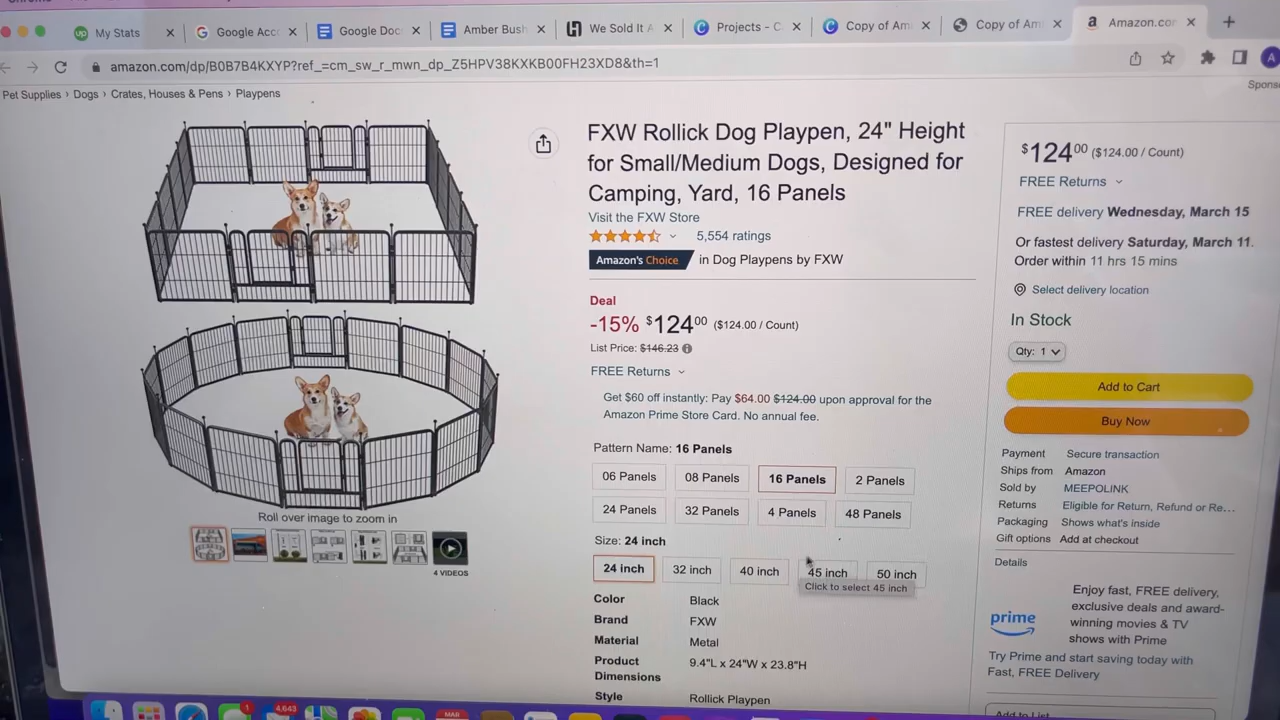 My Stats
Google Acc
Google Doc
Amber Bush
We Sold It A
Projects - C
Copy of Am
Copy of Am
Amazon.co
amazon.com/dp/B0B7B4KXYP?ref_=cm_sw_r_mwn_dp_Z5HPV38KXKB00FH23XD8&th=1
Pet Supplies › Dogs › Crates, Houses & Pens › Playpens
Spons
FXW Rollick Dog Playpen, 24" Height
for Small/Medium Dogs, Designed for
Camping, Yard, 16 Panels
Visit the FXW Store
5,554 ratings
Amazon's Choice in Dog Playpens by FXW
Deal
-15% $12400 ($124.00 / Count)
List Price: $146.23
FREE Returns
Get $60 off instantly: Pay $64.00 $124.00 upon approval for the
Amazon Prime Store Card. No annual fee.
Pattern Name: 16 Panels
06 Panels 08 Panels 16 Panels 2 Panels
24 Panels 32 Panels 4 Panels 48 Panels
Size: 24 inch
24 inch 32 inch 40 inch 45 inch 50 inch
Click to select 45 inch
Color Black
Brand FXW
Material Metal
Product 9.4"L x 24"W x 23.8"H
Dimensions
Style Rollick Playpen
Roll over image to zoom in
4 VIDEOS
$12400 ($124.00 / Count)
FREE Returns
FREE delivery Wednesday, March 15
Or fastest delivery Saturday, March 11.
Order within 11 hrs 15 mins
Select delivery location
In Stock
Qty: 1
Add to Cart
Buy Now
Payment Secure transaction
Ships from Amazon
Sold by MEEPOLINK
Returns Eligible for Return, Refund or Re...
Packaging Shows what's inside
Gift options Add at checkout
Details
prime
Enjoy fast, FREE delivery,
exclusive deals and award-
winning movies & TV
shows with Prime
Try Prime and start saving today with
Fast, FREE Delivery
Add to List
1
4,643
MAR